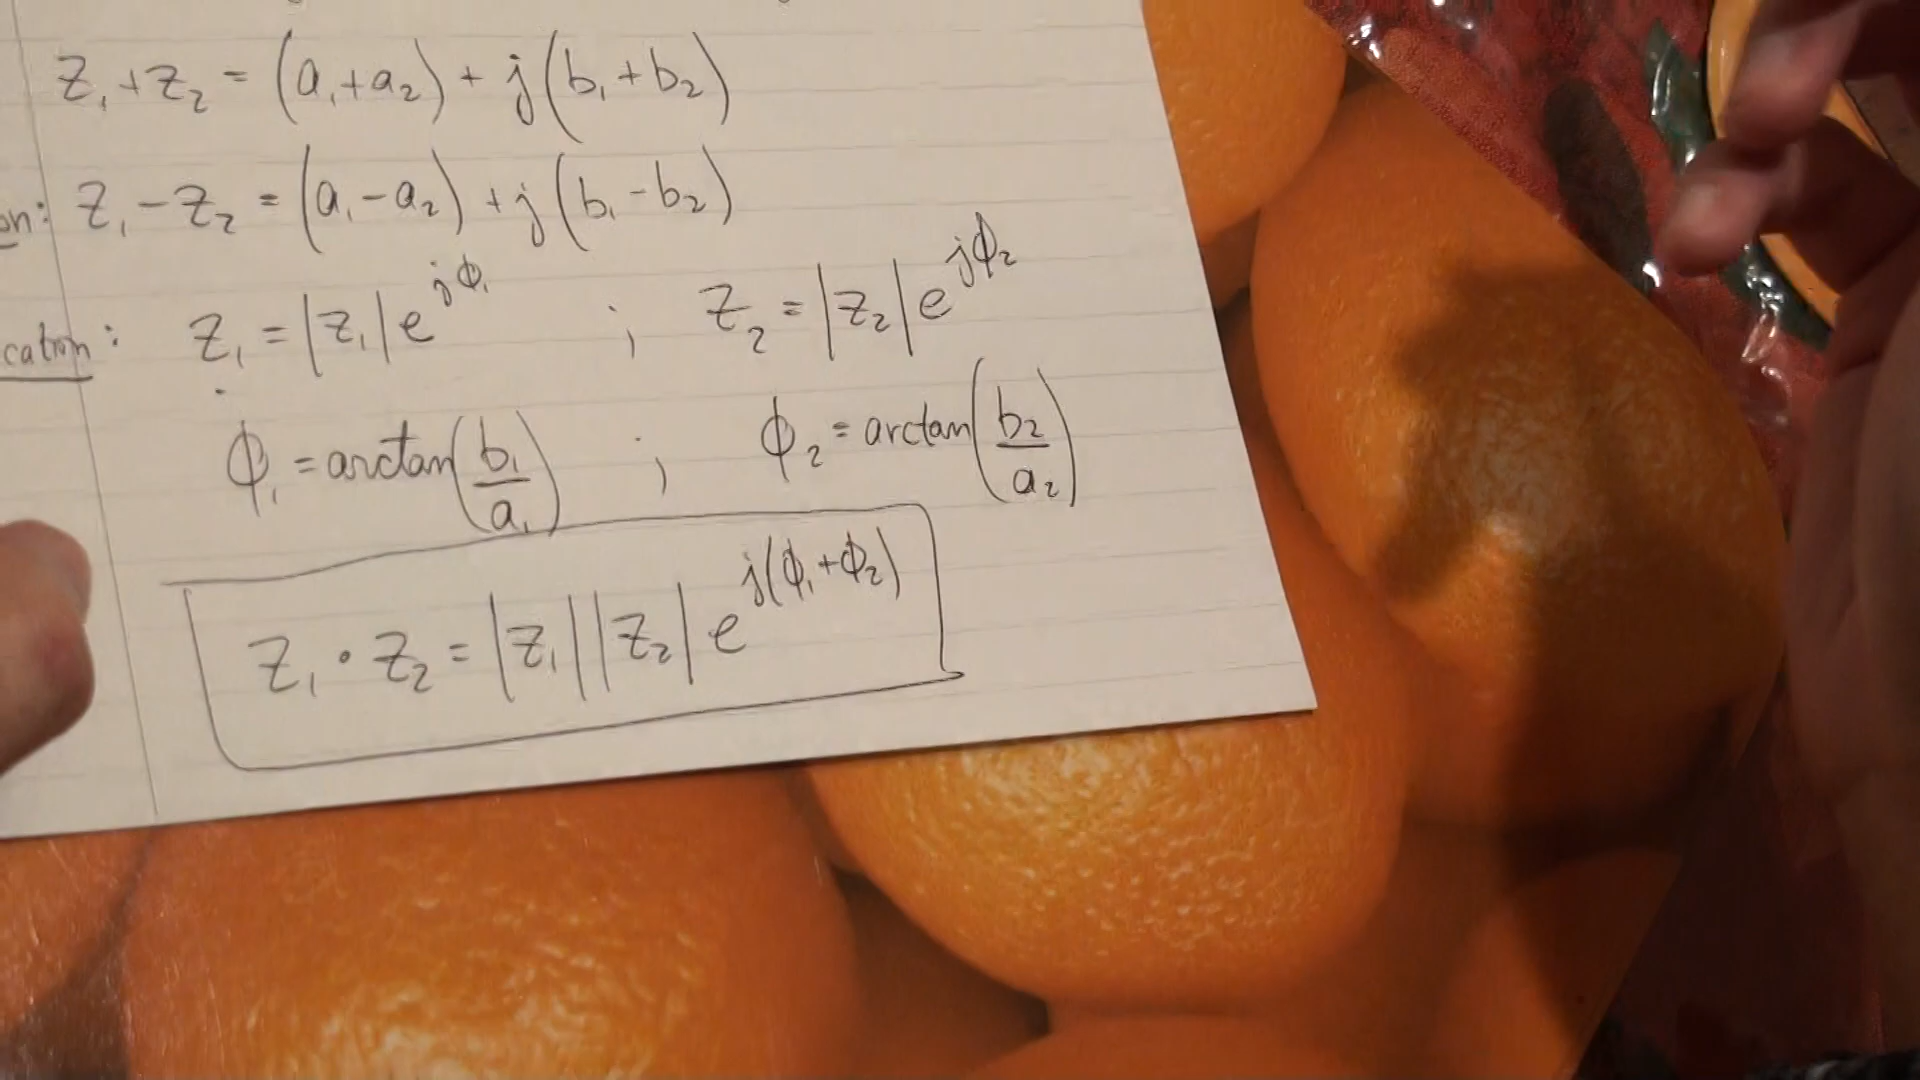 z₁+z₂ = (a₁+a₂) + j(b₁+b₂)
on: z₁-z₂ = (a₁-a₂) + j(b₁-b₂)
cation: z₁ = |z₁|e^{jϕ₁} ; z₂ = |z₂|e^{jϕ₂}
ϕ₁ = arctan(b₁/a₁) ; ϕ₂ = arctan(b₂/a₂)
z₁·z₂ = |z₁||z₂|e^{j(ϕ₁+ϕ₂)}